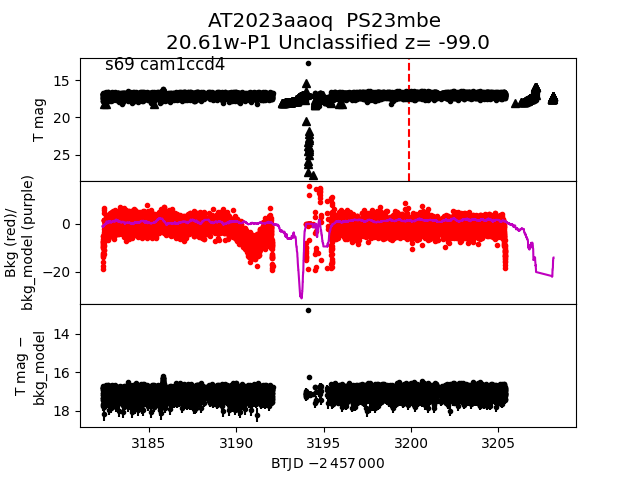 AT2023aaoq  PS23mbe
20.61w-P1 Unclassified z= -99.0
s69 cam1ccd4
15
20
25
T mag
0
−20
Bkg (red)/
bkg_model (purple)
14
16
18
T mag −
bkg_model
3185 3190 3195 3200 3205
BTJD −2 457 000